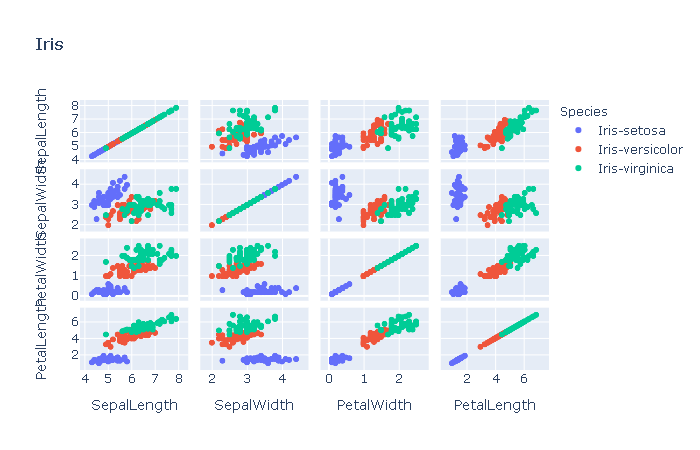 Iris
SepalLength
8
7
6
5
4
SepalWidth
4
3
2
PetalWidth
2
1
0
PetalLength
6
4
2
4 5 6 7 8
2 3 4
0 1 2
2 4 6
SepalLength
SepalWidth
PetalWidth
PetalLength
Species
Iris-setosa
Iris-versicolor
Iris-virginica